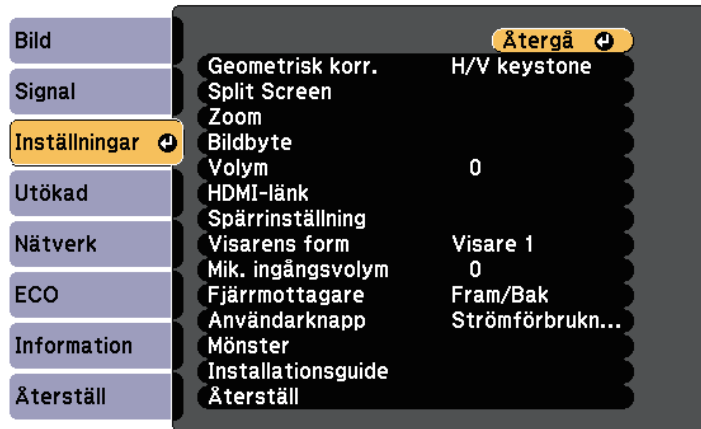 Bild
Signal
Inställningar
Utökad
Nätverk
ECO
Information
Återställ
Återgå
Geometrisk korr. H/V keystone
Split Screen
Zoom
Bildbyte
Volym 0
HDMI-länk
Spärrinställning
Visarens form Visare 1
Mik. ingångsvolym 0
Fjärrmottagare Fram/Bak
Användarknapp Strömförbrukn...
Mönster
Installationsguide
Återställ